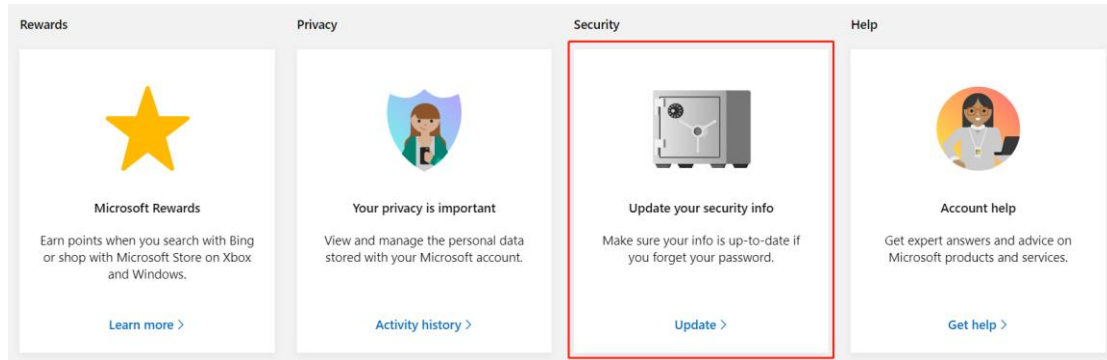 Rewards
Microsoft Rewards
Earn points when you search with Bing
or shop with Microsoft Store on Xbox
and Windows.
Learn more >
Privacy
Your privacy is important
View and manage the personal data
stored with your Microsoft account.
Activity history >
Security
Update your security info
Make sure your info is up-to-date if
you forget your password.
Update >
Help
Account help
Get expert answers and advice on
Microsoft products and services.
Get help >